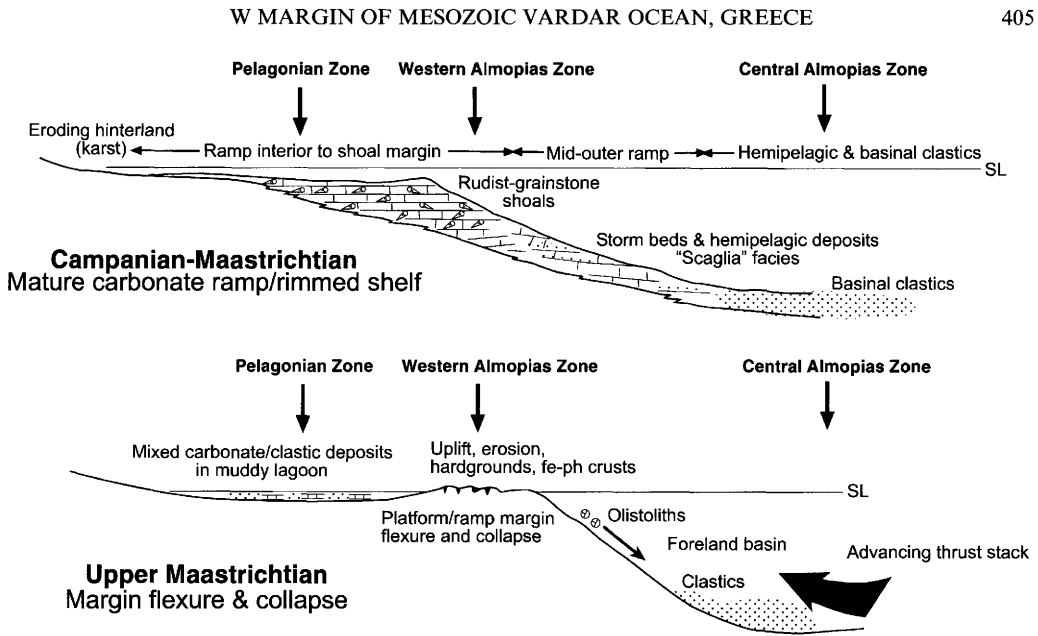 W MARGIN OF MESOZOIC VARDAR OCEAN, GREECE 405
Pelagonian Zone Western Almopias Zone Central Almopias Zone
Eroding hinterland
(karst) Ramp interior to shoal margin Mid-outer ramp Hemipelagic & basinal clastics
SL
Rudist-grainstone
shoals
Storm beds & hemipelagic deposits
"Scaglia" facies
Campanian-Maastrichtian
Mature carbonate ramp/rimmed shelf
Basinal clastics
Pelagonian Zone Western Almopias Zone Central Almopias Zone
Mixed carbonate/clastic deposits
in muddy lagoon
Uplift, erosion,
hardgrounds, fe-ph crusts
SL
Platform/ramp margin
flexure and collapse
Olistoliths
Foreland basin
Advancing thrust stack
Clastics
Upper Maastrichtian
Margin flexure & collapse